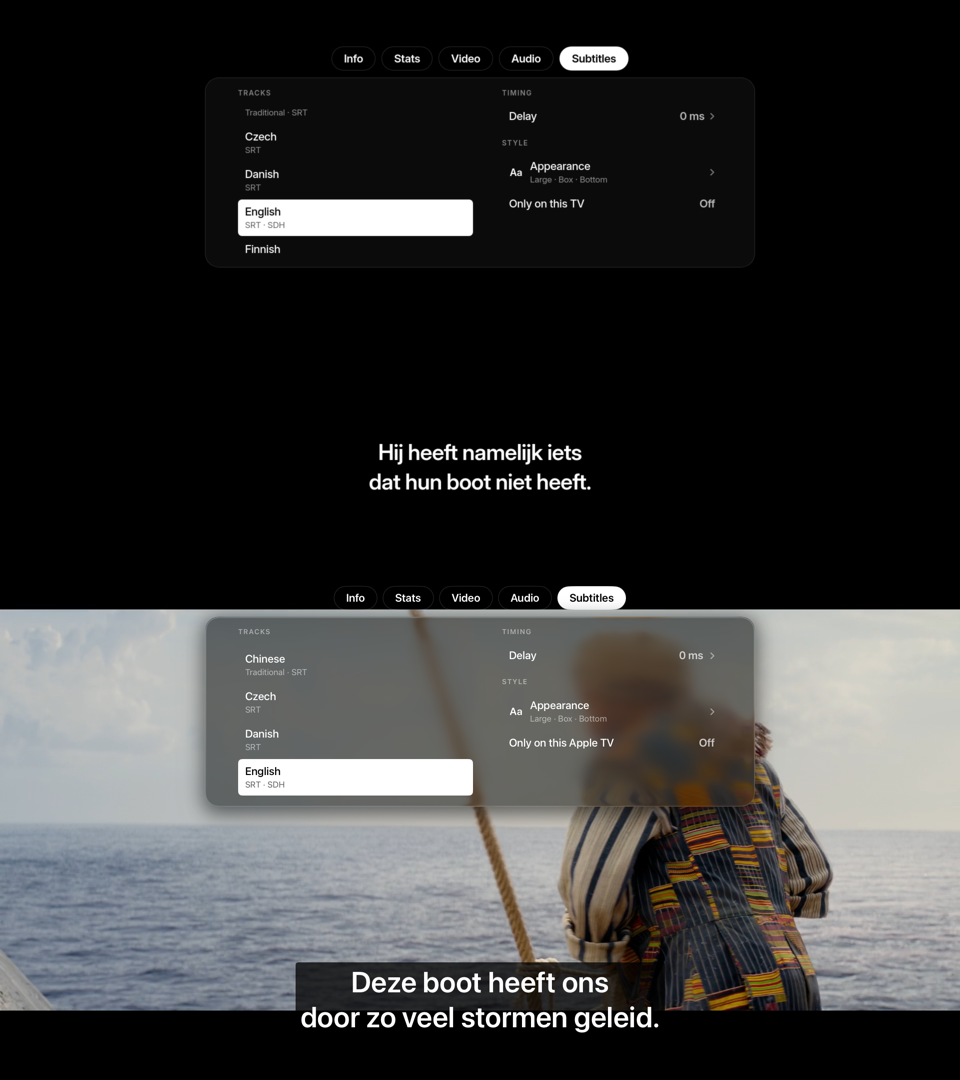 Info Stats Video Audio Subtitles
TRACKS
Traditional · SRT
Czech
SRT
Danish
SRT
English
SRT · SDH
Finnish
TIMING
Delay 0 ms
STYLE
Aa Appearance
Large · Box · Bottom
Only on this TV Off
Hij heeft namelijk iets
dat hun boot niet heeft.
Info Stats Video Audio Subtitles
TRACKS
Chinese
Traditional · SRT
Czech
SRT
Danish
SRT
English
SRT · SDH
TIMING
Delay 0 ms
STYLE
Aa Appearance
Large · Box · Bottom
Only on this Apple TV Off
Deze boot heeft ons
door zo veel stormen geleid.